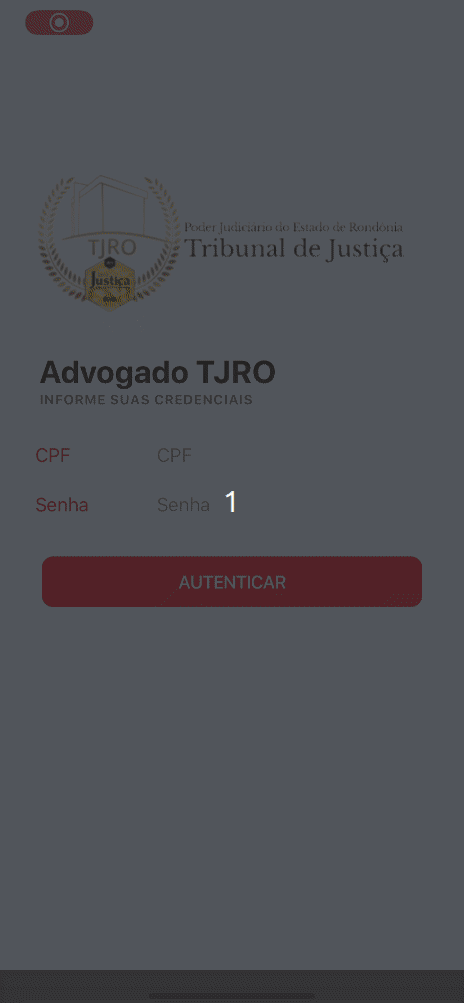 TJRO
Justiça
Poder Judiciário do Estado de Rondônia
Tribunal de Justiça
Advogado TJRO
INFORME SUAS CREDENCIAIS
CPF CPF
Senha Senha 1
AUTENTICAR